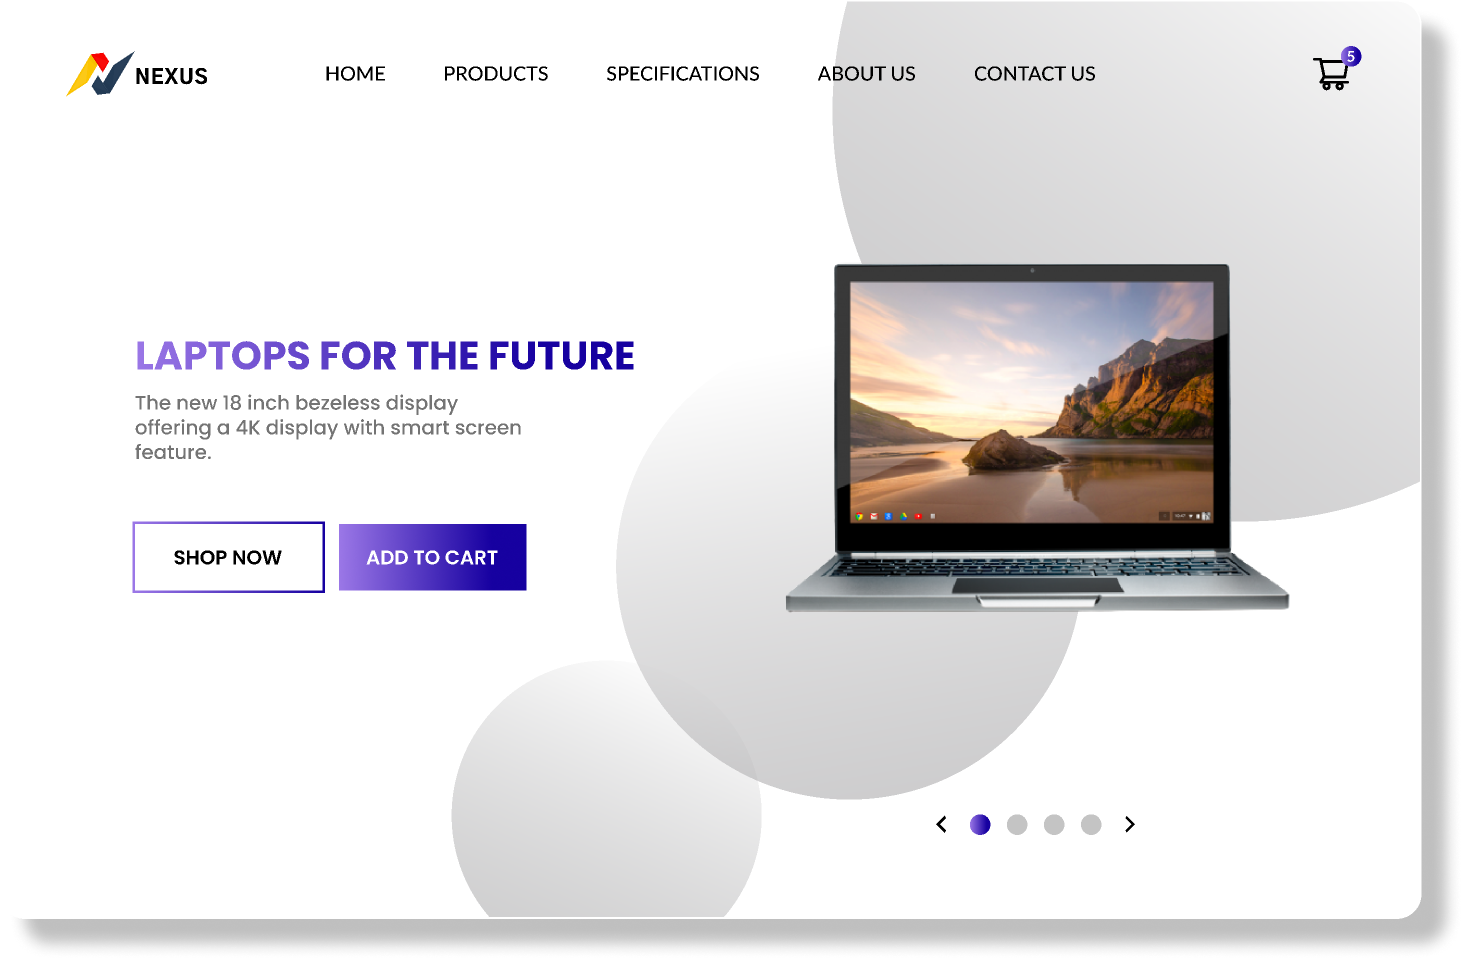 NEXUS
HOME
PRODUCTS
SPECIFICATIONS
ABOUT US
CONTACT US
5
LAPTOPS FOR THE FUTURE
The new 18 inch bezeless display
offering a 4K display with smart screen
feature.
SHOP NOW
ADD TO CART